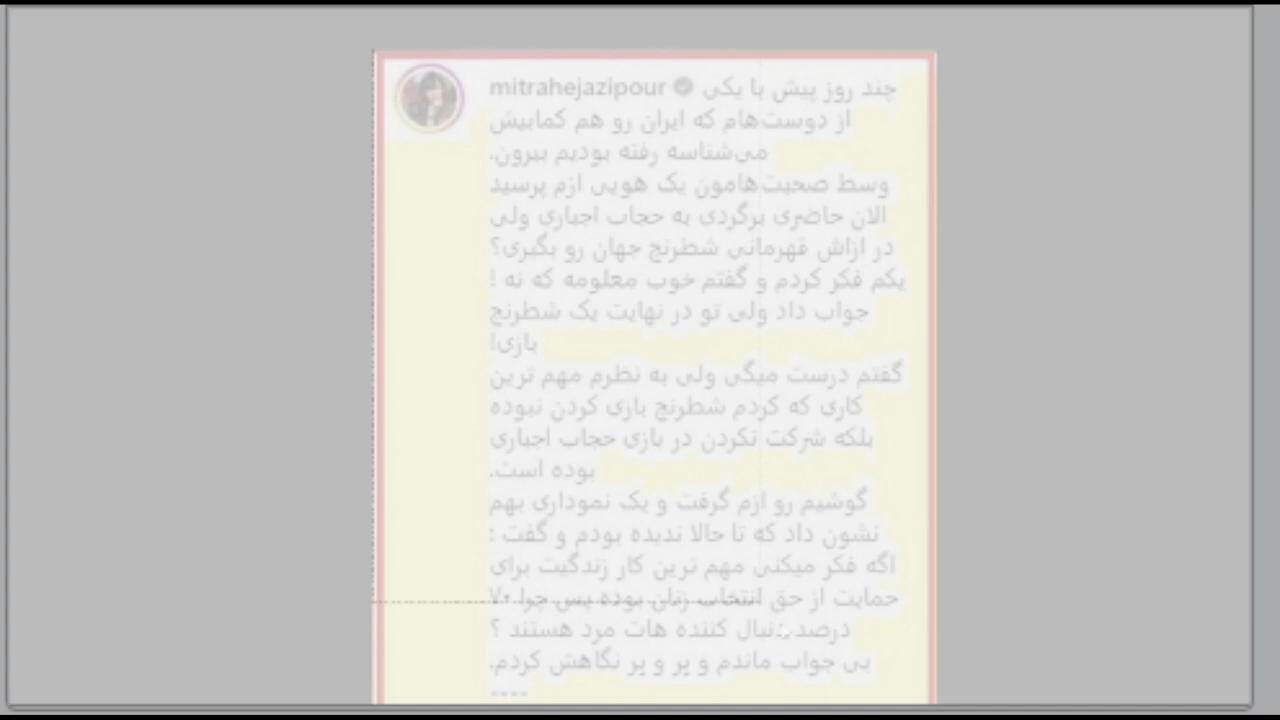 mitrahejazipour چند روز پیش با یکی
از دوست‌هام که ایران رو هم کمابیش
می‌شناسه رفته بودیم بیرون.
وسط صحبت‌هامون یک هویی ازم پرسید
الان حاضری برگردی به حجاب اجباری ولی
در ازاش قهرمانی شطرنج جهان رو بگیری؟
یکم فکر کردم و گفتم خوب معلومه که نه !
جواب داد ولی تو در نهایت یک شطرنج
بازی!
گفتم درست میگی ولی به نظرم مهم ترین
کاری که کردم شطرنج بازی کردن نبوده
بلکه شرکت نکردن در بازی حجاب اجباری
بوده است.
گوشیم رو ازم گرفت و یک نموداری بهم
نشون داد که تا حالا ندیده بودم و گفت :
اگه فکر میکنی مهم ترین کار زندگیت برای
حمایت از حق انتخاب زنان بوده پس چرا ۷۰
درصد دنبال کننده هات مرد هستند ؟
بی جواب ماندم و پر و پر نگاهش کردم.
----